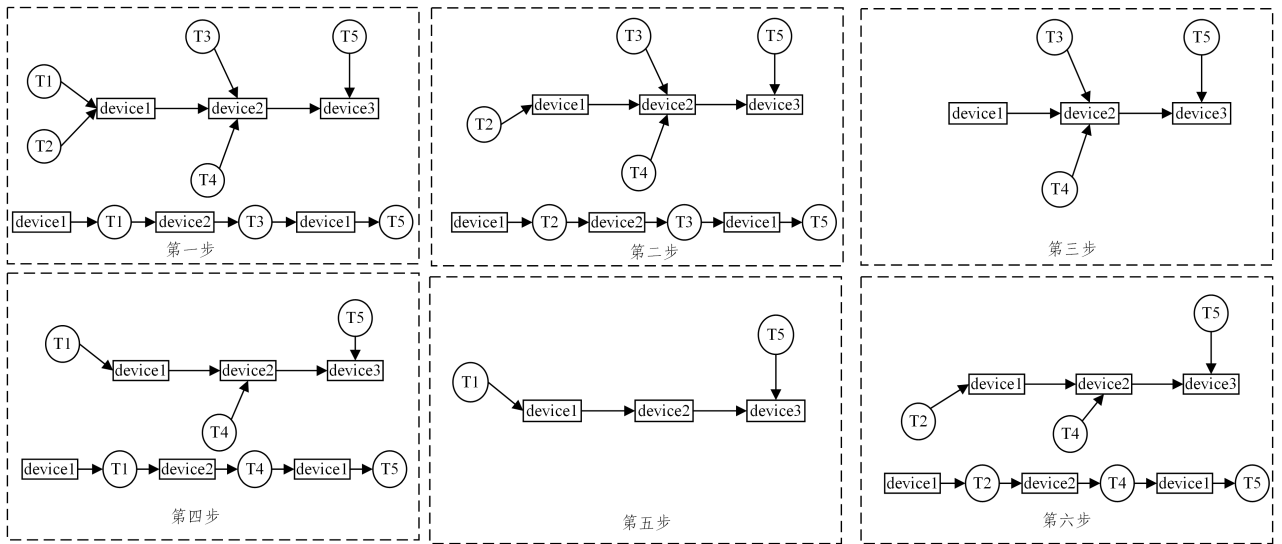 T3 T5
T1
device1 device2 device3
T2
T4
device1 T1 device2 T3 device1 T5
第一步
T3 T5
device1 device2 device3
T2
T4
device1 T2 device2 T3 device1 T5
第二步
T3 T5
device1 device2 device3
T4
第三步
T5
T1
device1 device2 device3
T4
device1 T1 device2 T4 device1 T5
第四步
T5
T1
device1 device2 device3
第五步
T5
device1 device2 device3
T2
T4
device1 T2 device2 T4 device1 T5
第六步